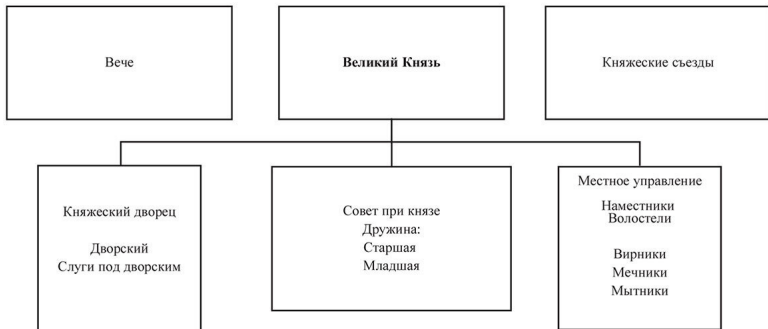 Вече
Великий Князь
Княжеские съезды
Княжеский дворец
Дворский
Слуги под дворским
Совет при князе
Дружина:
Старшая
Младшая
Местное управление
Наместники
Волостели
Вирники
Мечники
Мытники